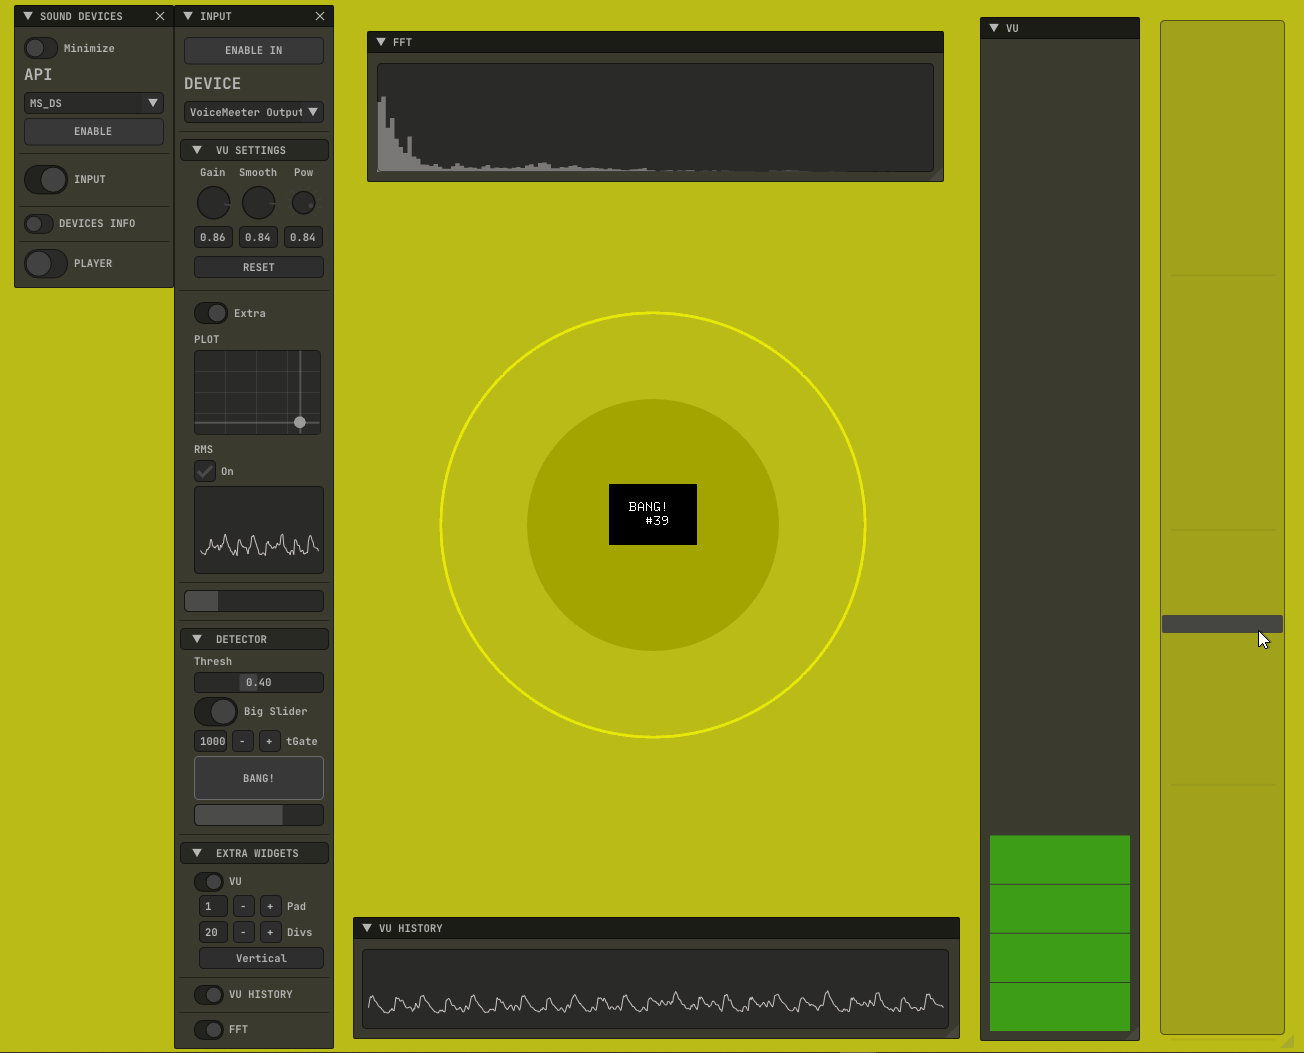 SOUND DEVICES
Minimize
API
MS_DS
ENABLE
INPUT
DEVICES INFO
PLAYER
INPUT
ENABLE IN
DEVICE
VoiceMeeter Output
VU SETTINGS
Gain Smooth Pow
0.86 0.84 0.84
RESET
Extra
PLOT
RMS
On
DETECTOR
Thresh
0.40
Big Slider
1000 - + tGate
BANG!
EXTRA WIDGETS
VU
1 - + Pad
20 - + Divs
Vertical
VU HISTORY
FFT
FFT
BANG!
#39
VU HISTORY
VU